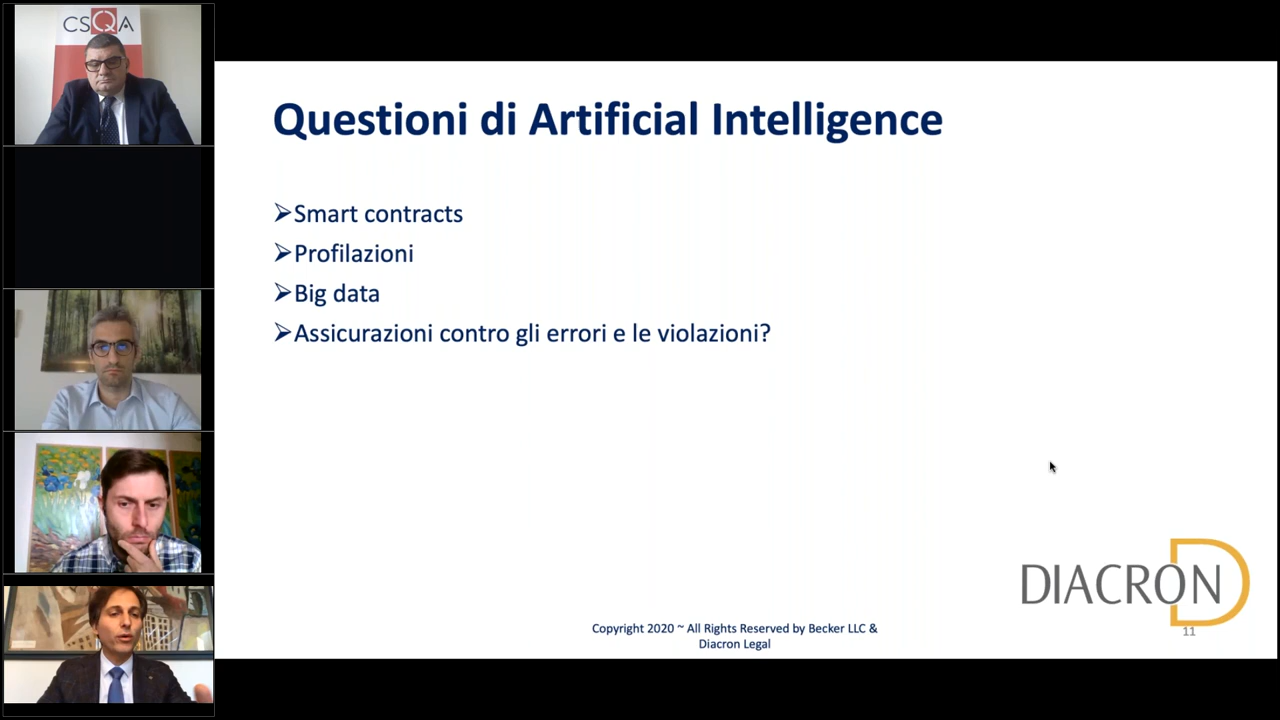 CSQA
Questioni di Artificial Intelligence
➢Smart contracts
➢Profilazioni
➢Big data
➢Assicurazioni contro gli errori e le violazioni?
DIACRON
11
Copyright 2020 ~ All Rights Reserved by Becker LLC &
Diacron Legal